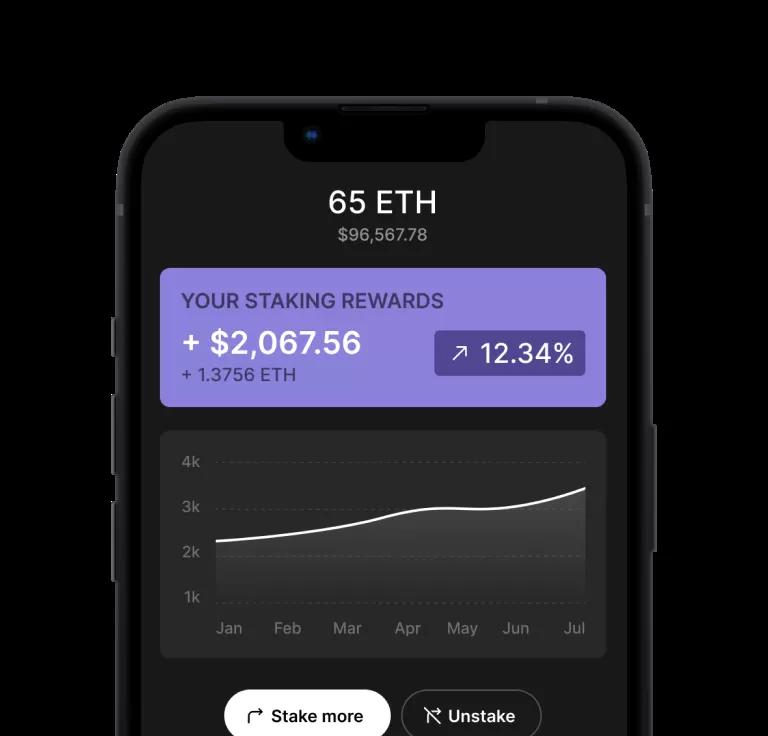 65 ETH
$96,567.78
YOUR STAKING REWARDS
+ $2,067.56
+ 1.3756 ETH
12.34%
4k
3k
2k
1k
Jan Feb Mar Apr May Jun Jul
Stake more
Unstake